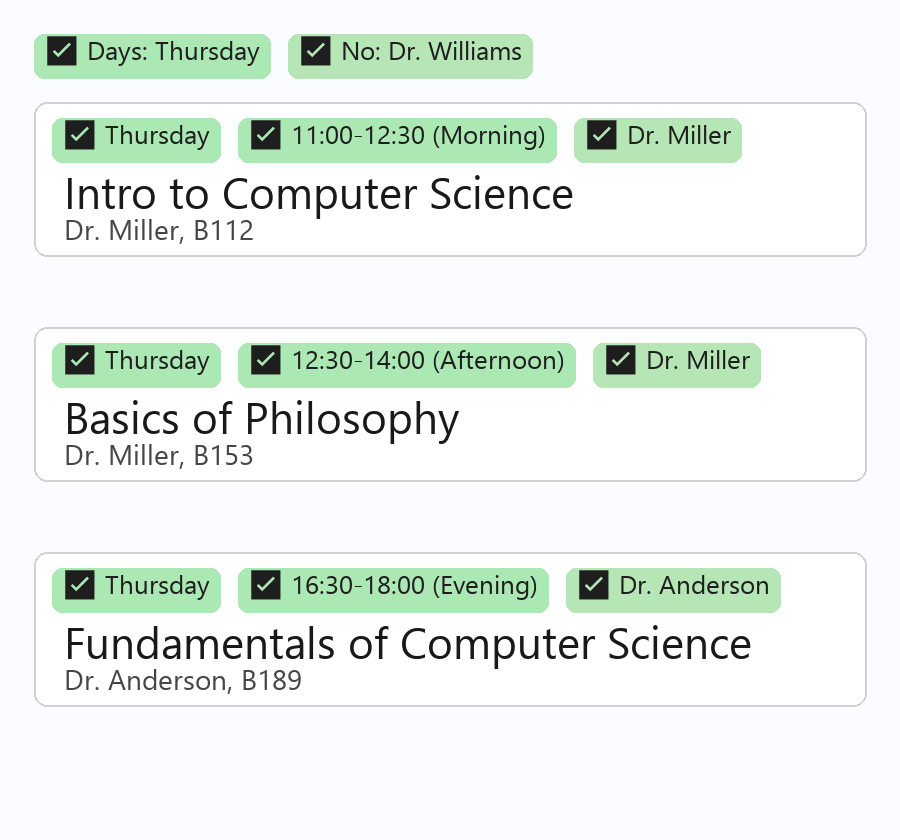 Days: Thursday No: Dr. Williams
Thursday 11:00-12:30 (Morning) Dr. Miller
Intro to Computer Science
Dr. Miller, B112
Thursday 12:30-14:00 (Afternoon) Dr. Miller
Basics of Philosophy
Dr. Miller, B153
Thursday 16:30-18:00 (Evening) Dr. Anderson
Fundamentals of Computer Science
Dr. Anderson, B189